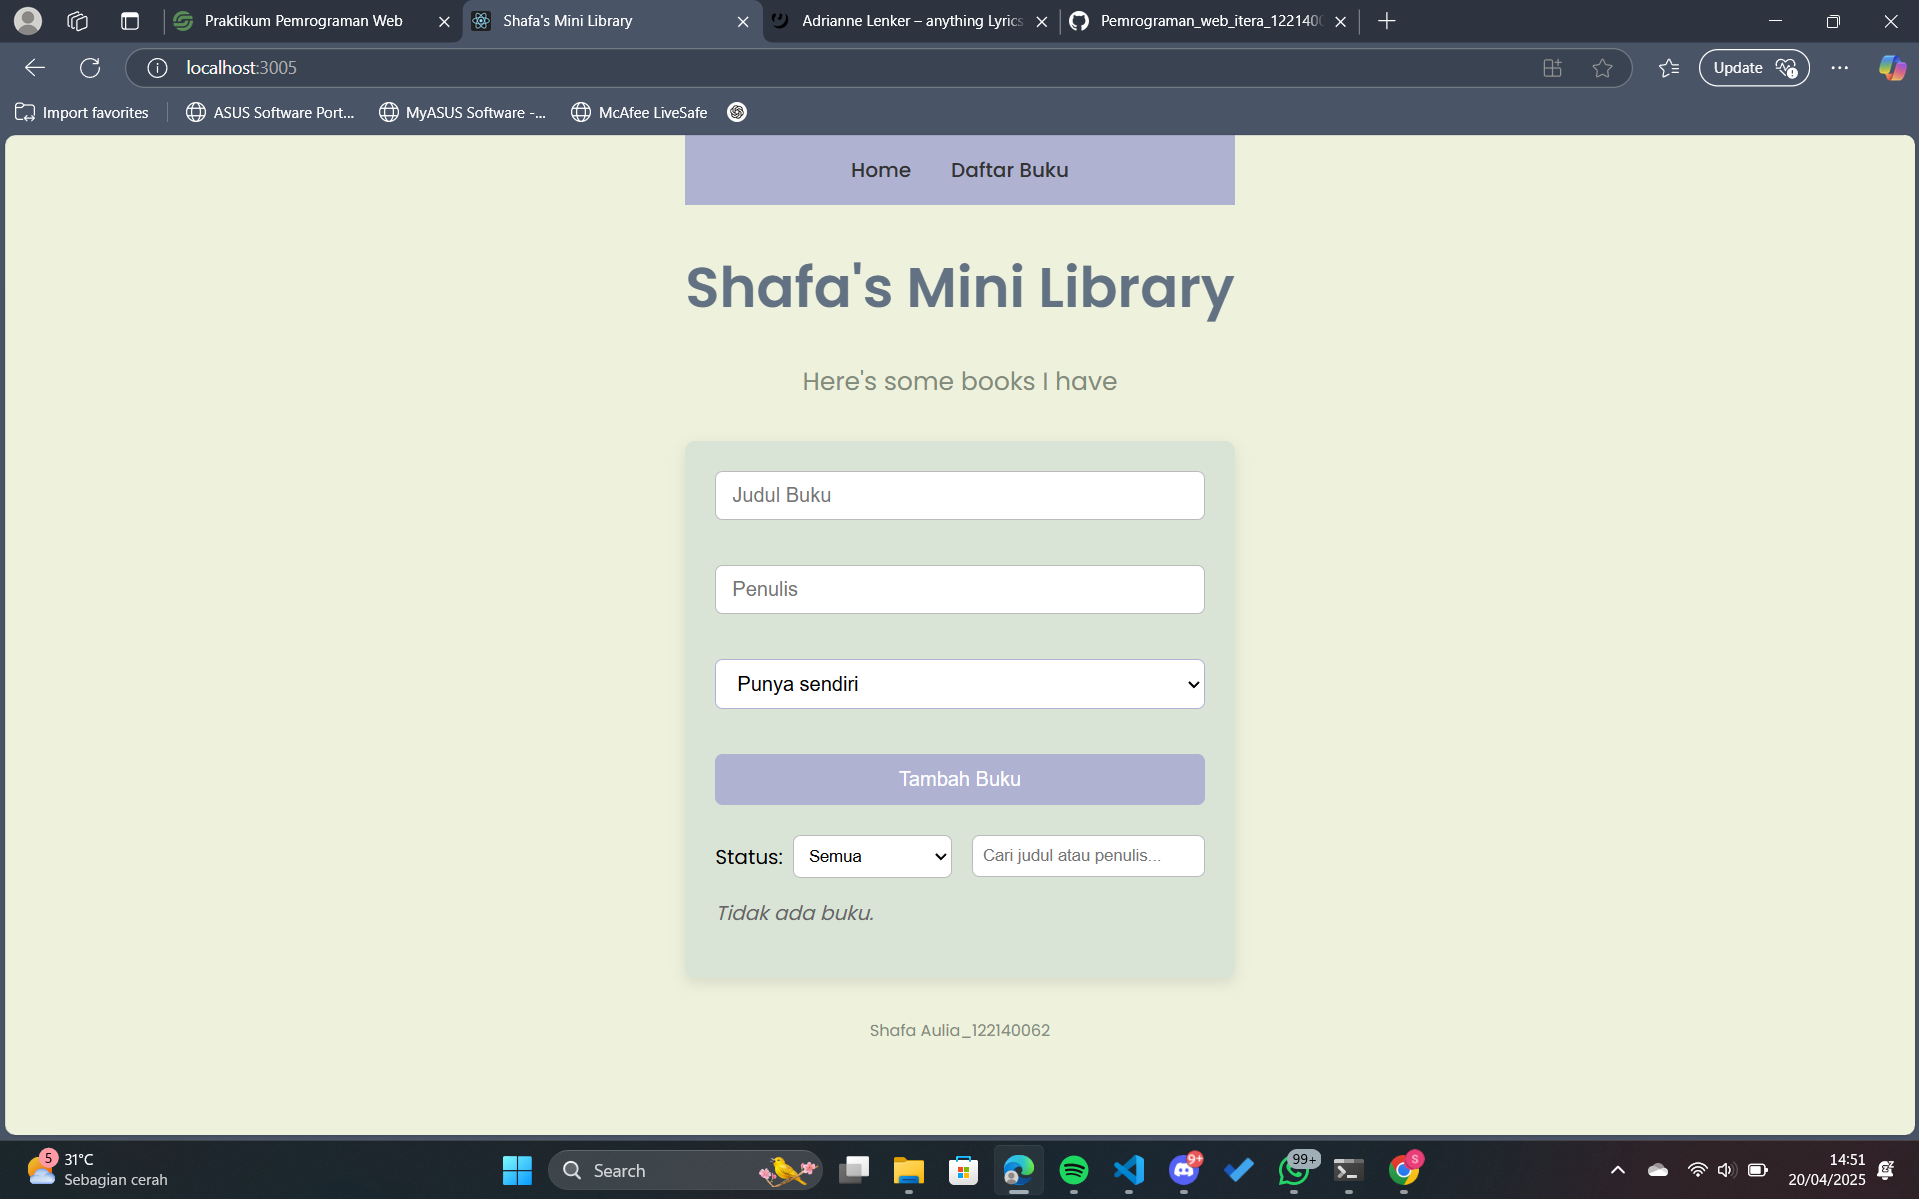 Praktikum Pemrograman Web
Shafa's Mini Library
Adrianne Lenker – anything Lyrics
Pemrograman_web_itera_122140
localhost:3005
Update
Import favorites
ASUS Software Port...
MyASUS Software -...
McAfee LiveSafe
Home
Daftar Buku
Shafa's Mini Library
Here's some books I have
Judul Buku
Penulis
Punya sendiri
Tambah Buku
Status:
Semua
Cari judul atau penulis...
Tidak ada buku.
Shafa Aulia_122140062
5
31°C
Sebagian cerah
Search
9+
99+
S
14:51
20/04/2025